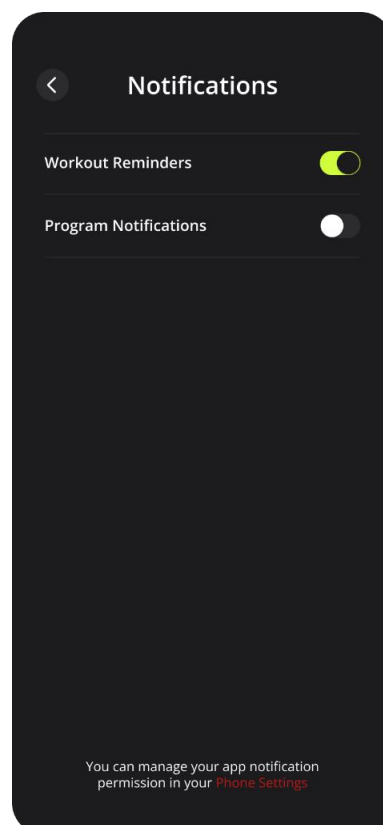 Notifications
Workout Reminders
Program Notifications
You can manage your app notification
permission in your Phone Settings